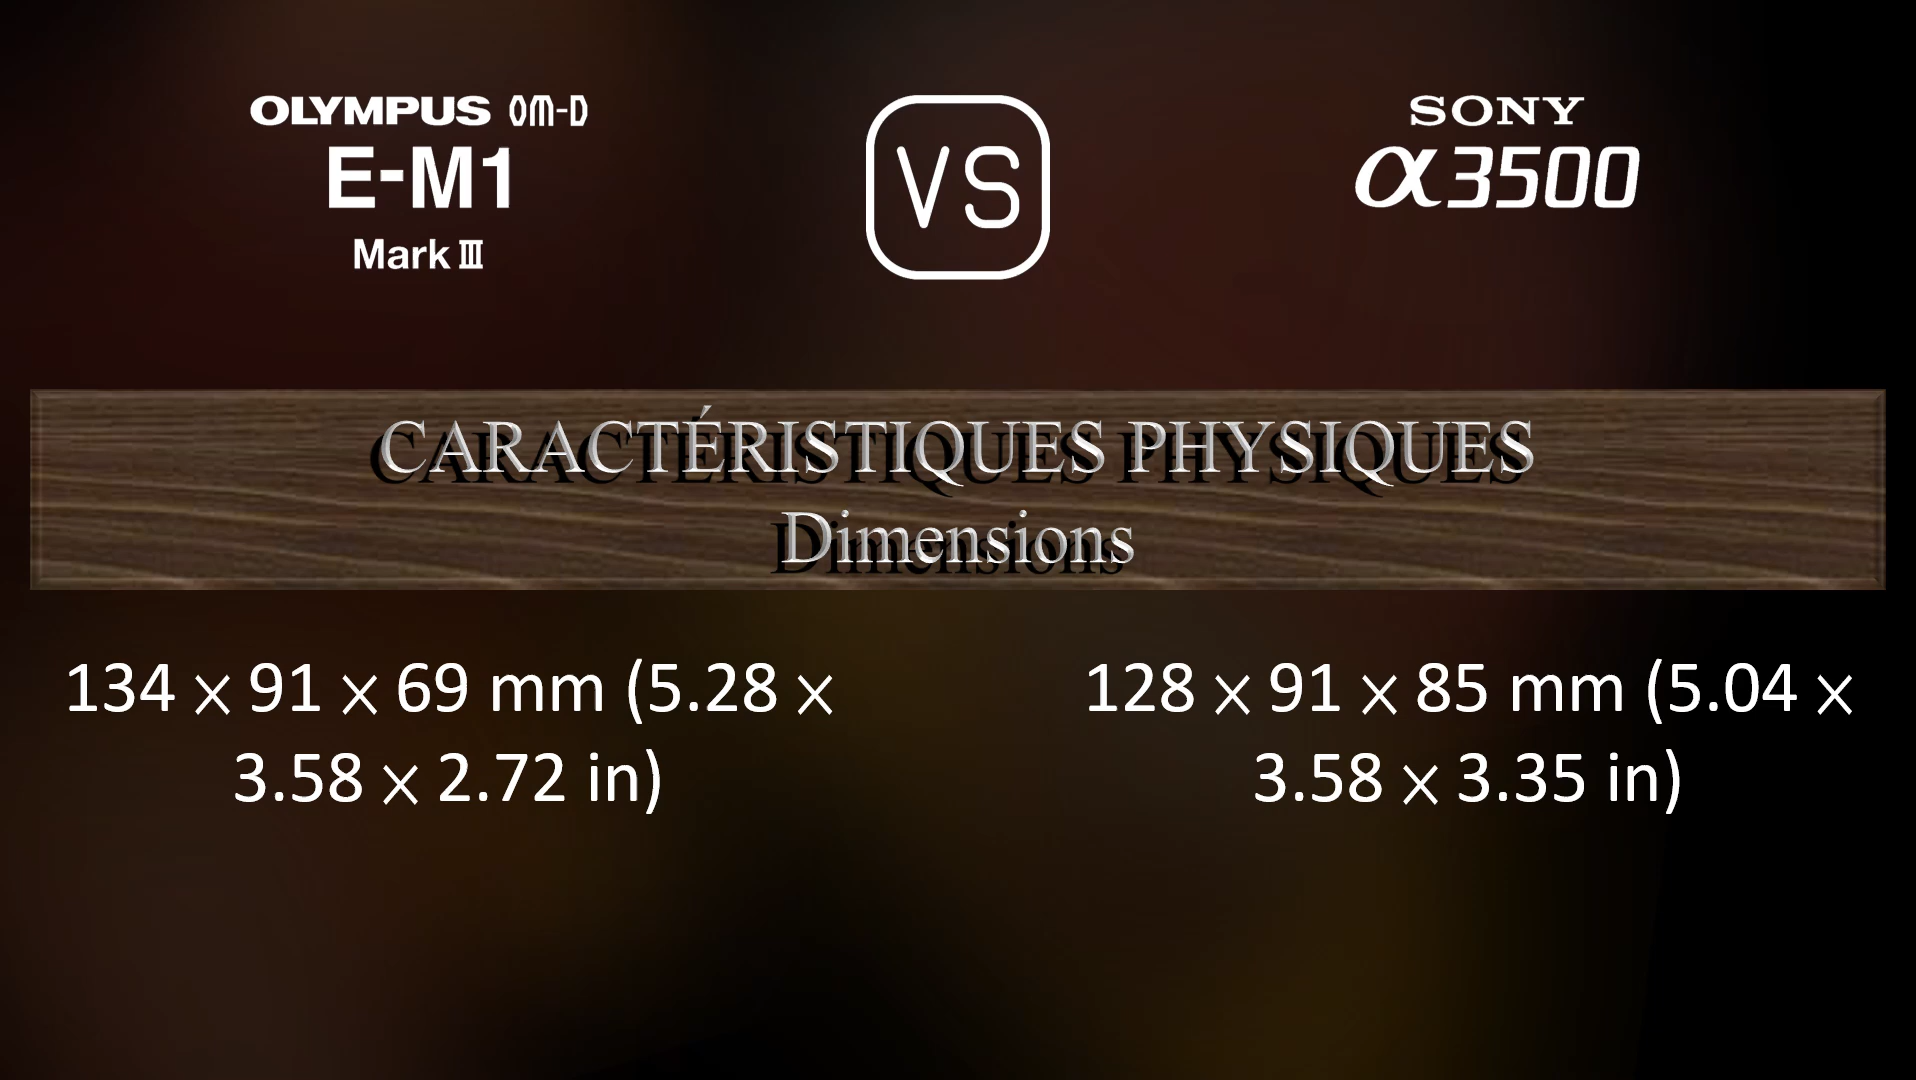 OLYMPUS OM-D
E-M1
Mark III
VS
SONY
α3500
CARACTÉRISTIQUES PHYSIQUES
Dimensions
134 x 91 x 69 mm (5.28 x
3.58 x 2.72 in)
128 x 91 x 85 mm (5.04 x
3.58 x 3.35 in)